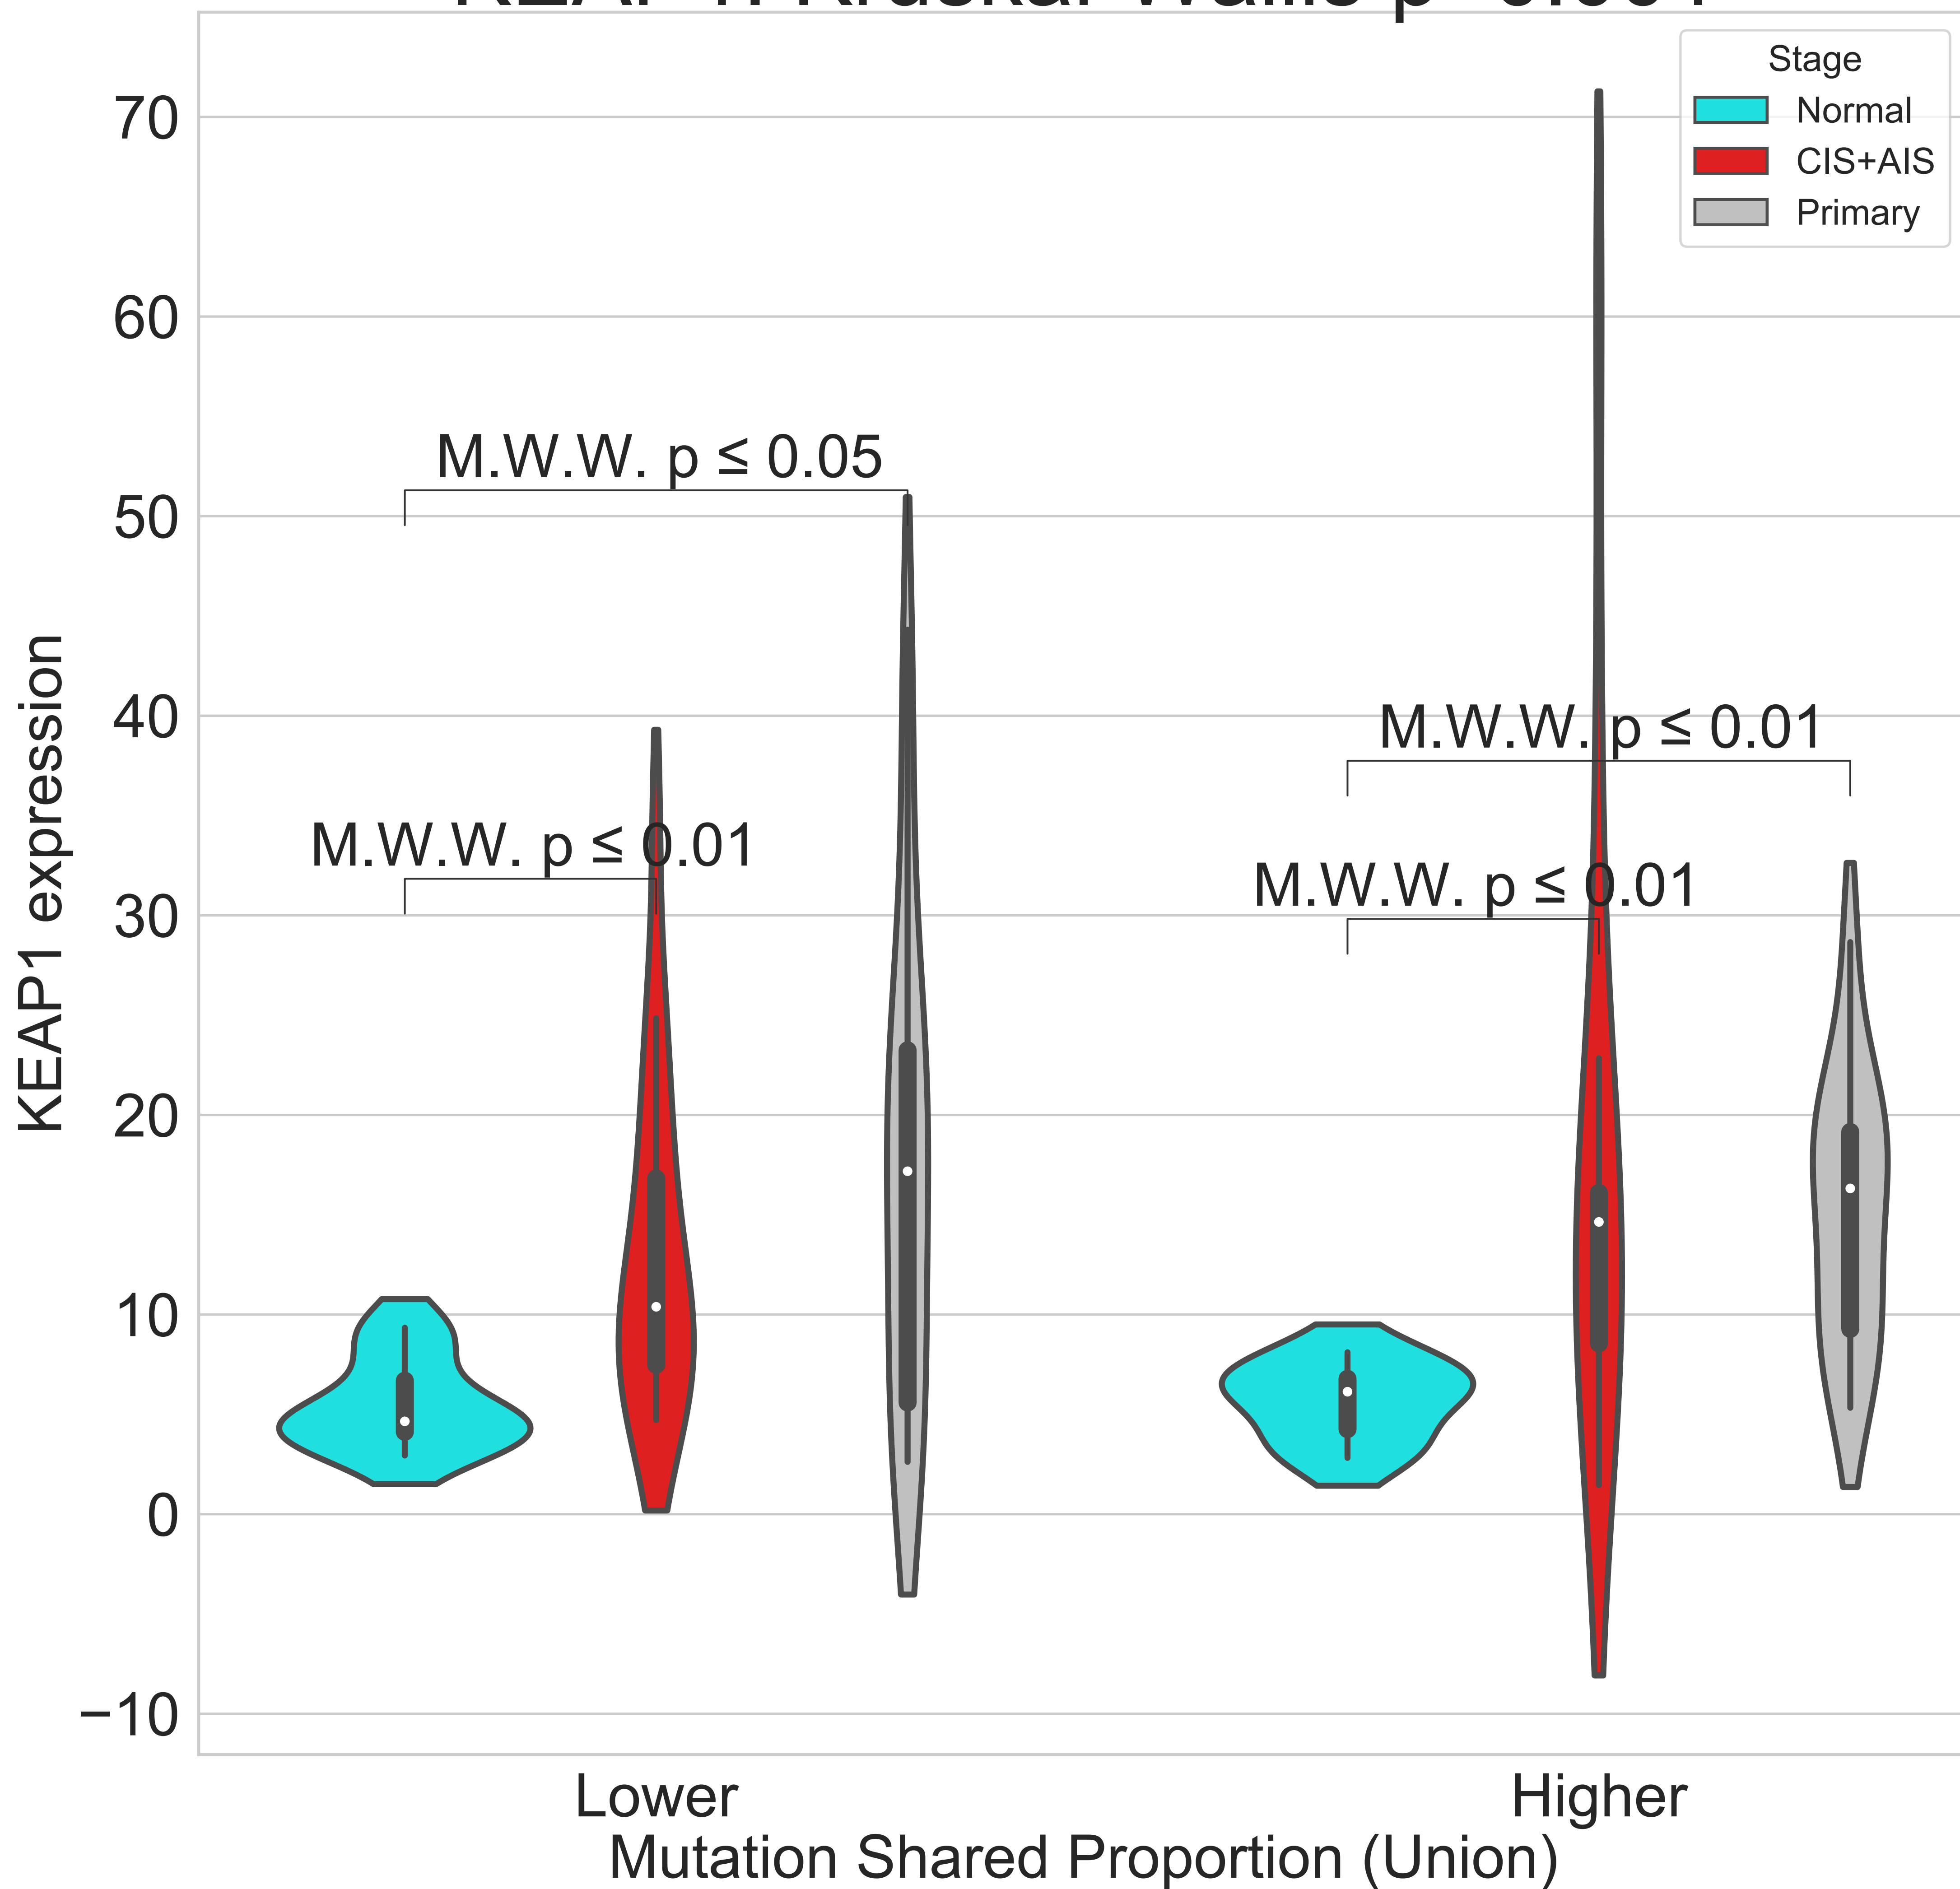 Stage
Normal
CIS+AIS
Primary
70
60
50
40
30
20
10
0
−10
KEAP1 expression
M.W.W. p ≤ 0.05
M.W.W. p ≤ 0.01
M.W.W. p ≤ 0.01
M.W.W. p ≤ 0.01
Lower
Higher
Mutation Shared Proportion (Union)